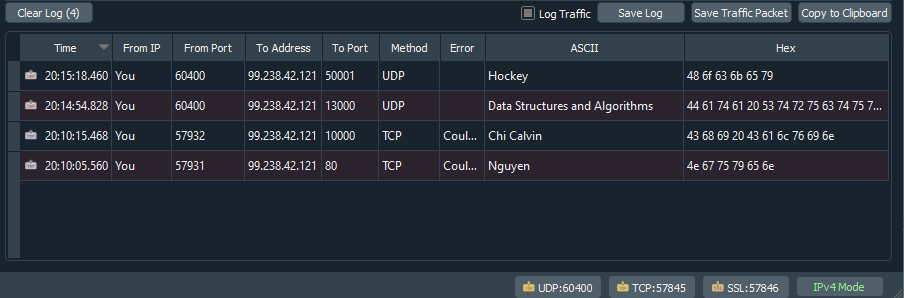 Clear Log (4) Log Traffic Save Log Save Traffic Packet Copy to Clipboard
Time From IP From Port To Address To Port Method Error ASCII Hex
20:15:18.460 You 60400 99.238.42.121 50001 UDP Hockey 48 6f 63 6b 65 79
20:14:54.828 You 60400 99.238.42.121 13000 UDP Data Structures and Algorithms 44 61 74 61 20 53 74 72 75 63 74 75 7...
20:10:15.468 You 57932 99.238.42.121 10000 TCP Coul... Chi Calvin 43 68 69 20 43 61 6c 76 69 6e
20:10:05.560 You 57931 99.238.42.121 80 TCP Coul... Nguyen 4e 67 75 79 65 6e
UDP:60400 TCP:57845 SSL:57846 IPv4 Mode